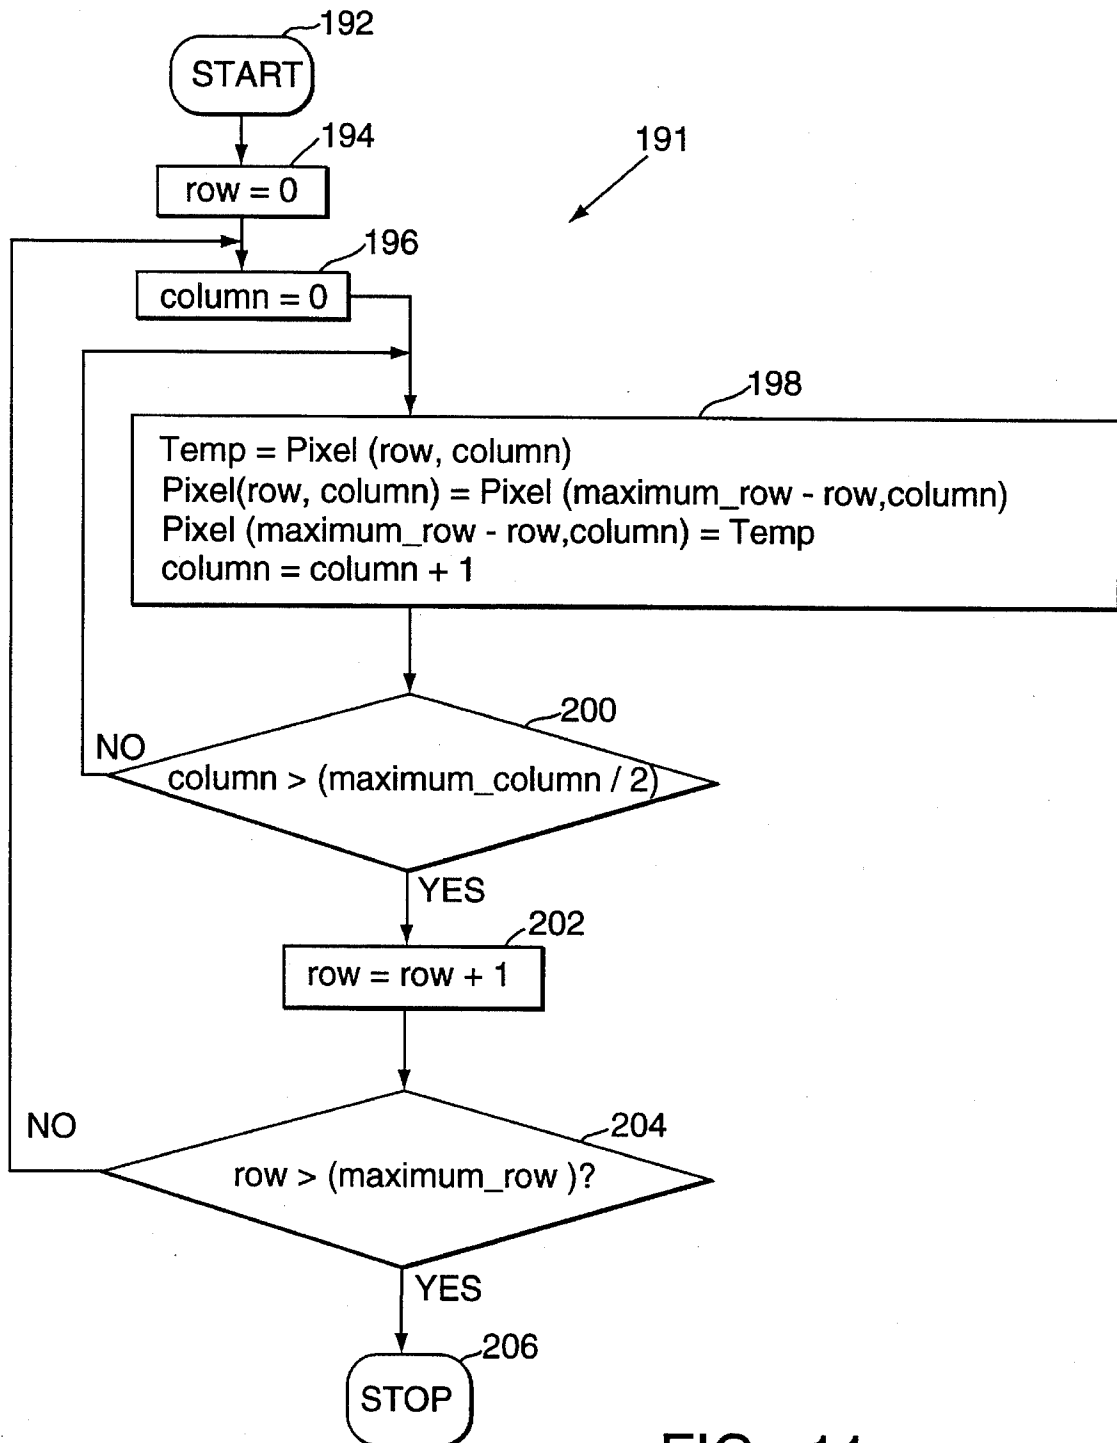 192
START
194
row = 0
191
196
column = 0
198
Temp = Pixel (row, column)
Pixel(row, column) = Pixel (maximum_row - row,column)
Pixel (maximum_row - row,column) = Temp
column = column + 1
200
NO
column > (maximum_column / 2)
YES
202
row = row + 1
NO
204
row > (maximum_row )?
YES
206
STOP